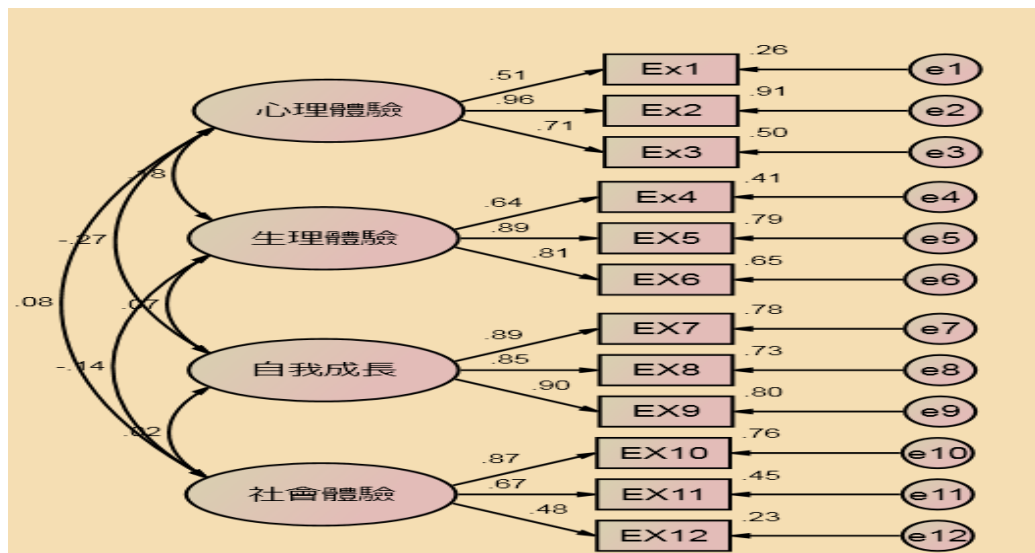 .51 Ex1 .26 e1
心理體驗 .96 Ex2 .91 e2
.71 Ex3 .50 e3
.18
.64 Ex4 .41 e4
生理體驗 .89 EX5 .79 e5
-.27
.81 EX6 .65 e6
.08 .07
.89 EX7 .78 e7
自我成長 .85 EX8 .73 e8
-.14
.90 EX9 .80 e9
.02
.87 EX10 .76 e10
社會體驗 .67 EX11 .45 e11
.48 EX12 .23 e12